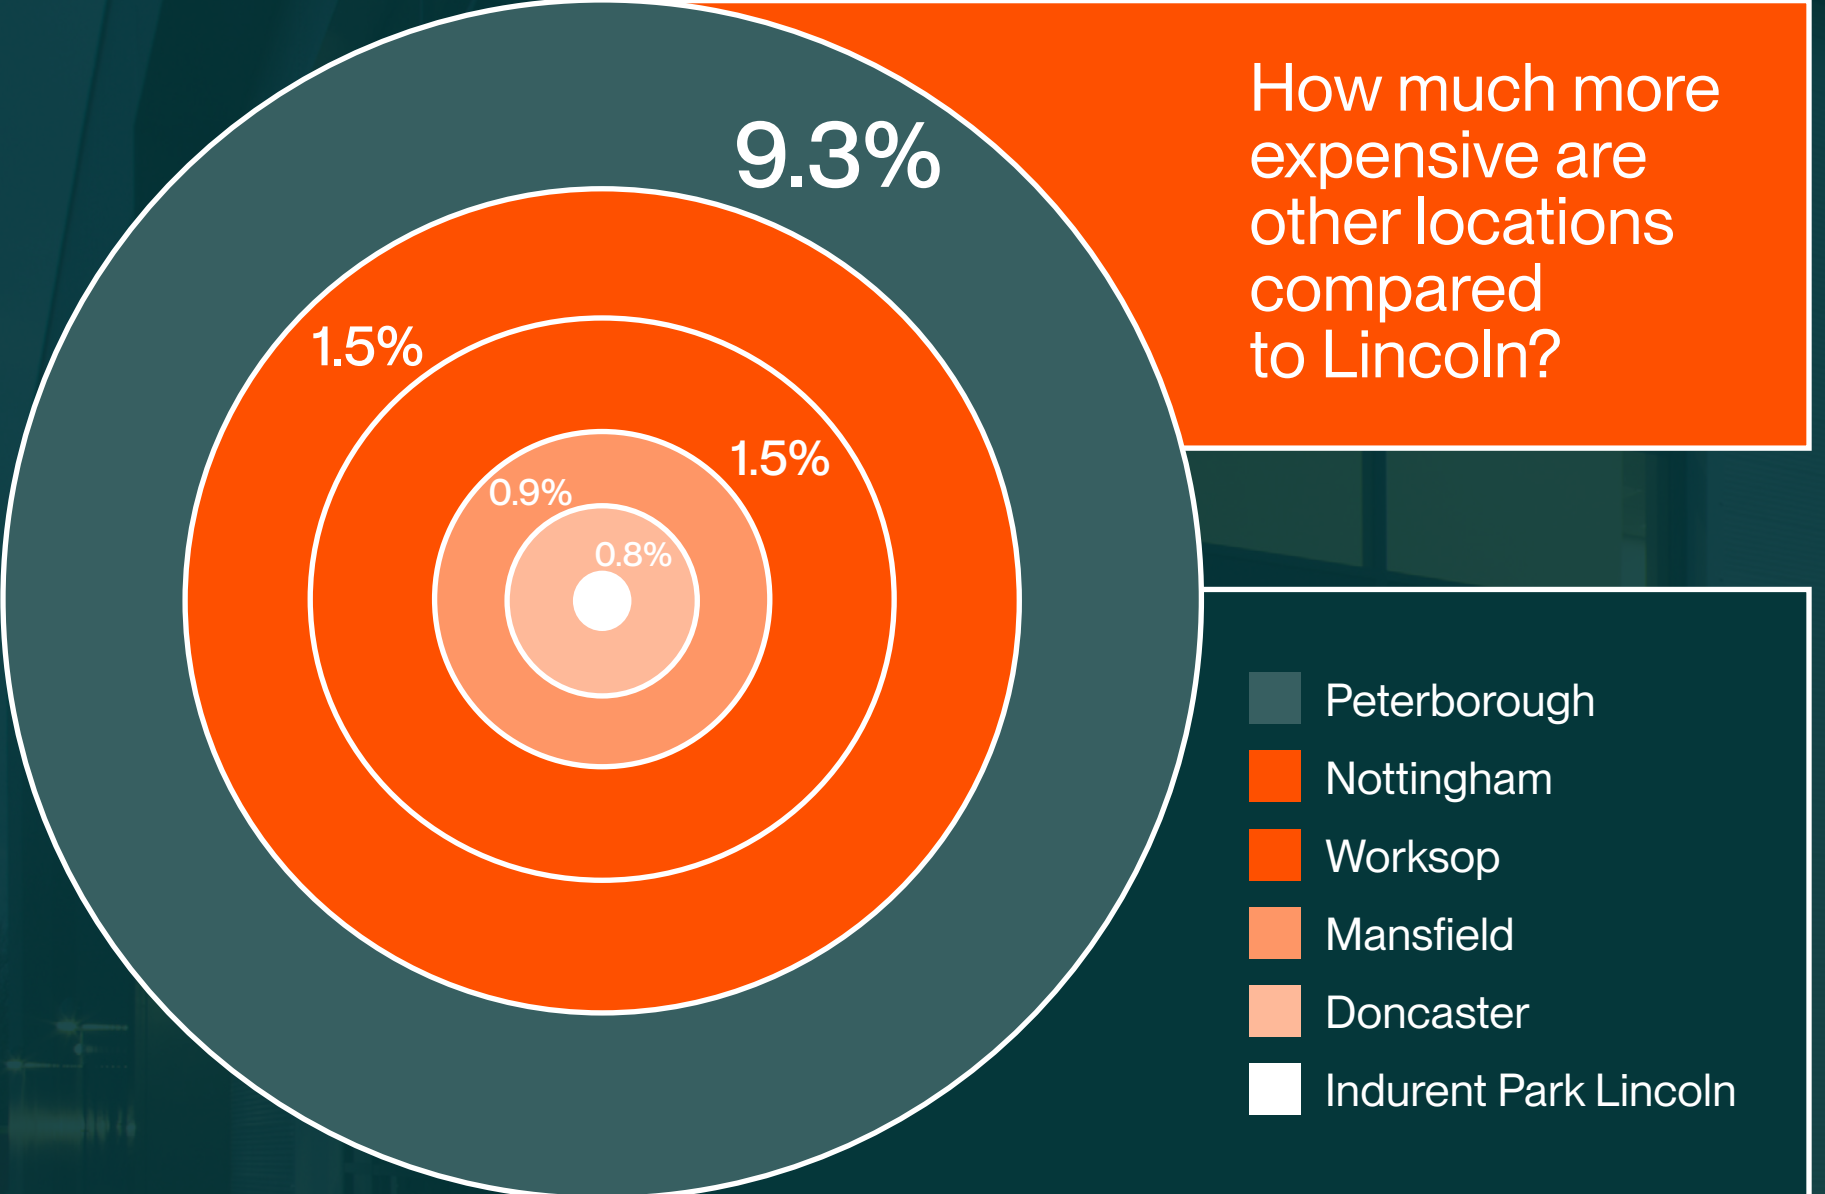 How much more
expensive are
other locations
compared
to Lincoln?
9.3%
1.5%
1.5%
0.9%
0.8%
Peterborough
Nottingham
Worksop
Mansfield
Doncaster
Indurent Park Lincoln